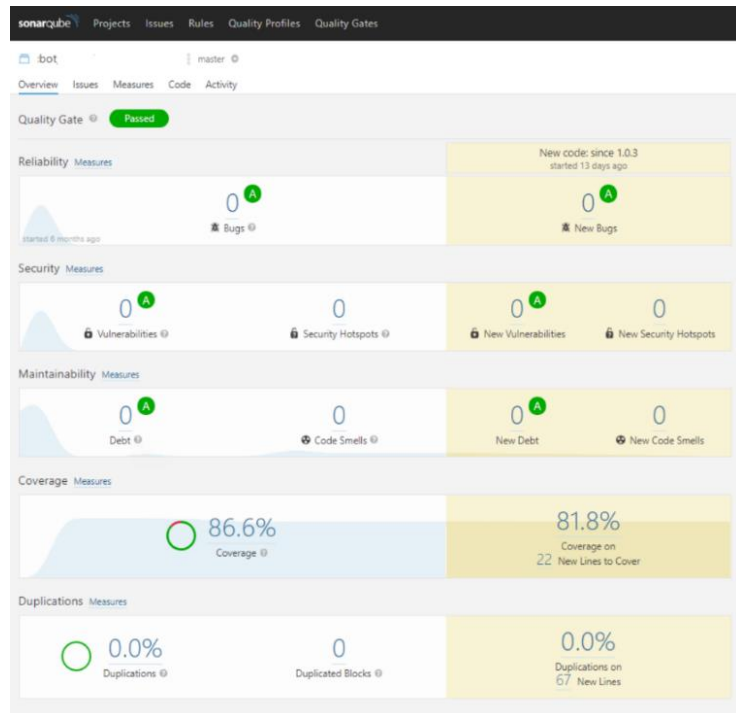 sonarqube Projects Issues Rules Quality Profiles Quality Gates
:bot master
Overview Issues Measures Code Activity
Quality Gate Passed
New code: since 1.0.3
started 13 days ago
Reliability Measures
0 A
Bugs
started 6 months ago
0 A
New Bugs
Security Measures
0 A
Vulnerabilities
0
Security Hotspots
0 A
New Vulnerabilities
0
New Security Hotspots
Maintainability Measures
0 A
Debt
0
Code Smells
0 A
New Debt
0
New Code Smells
Coverage Measures
86.6%
Coverage
81.8%
Coverage on
22 New Lines to Cover
Duplications Measures
0.0%
Duplications
0
Duplicated Blocks
0.0%
Duplications on
67 New Lines